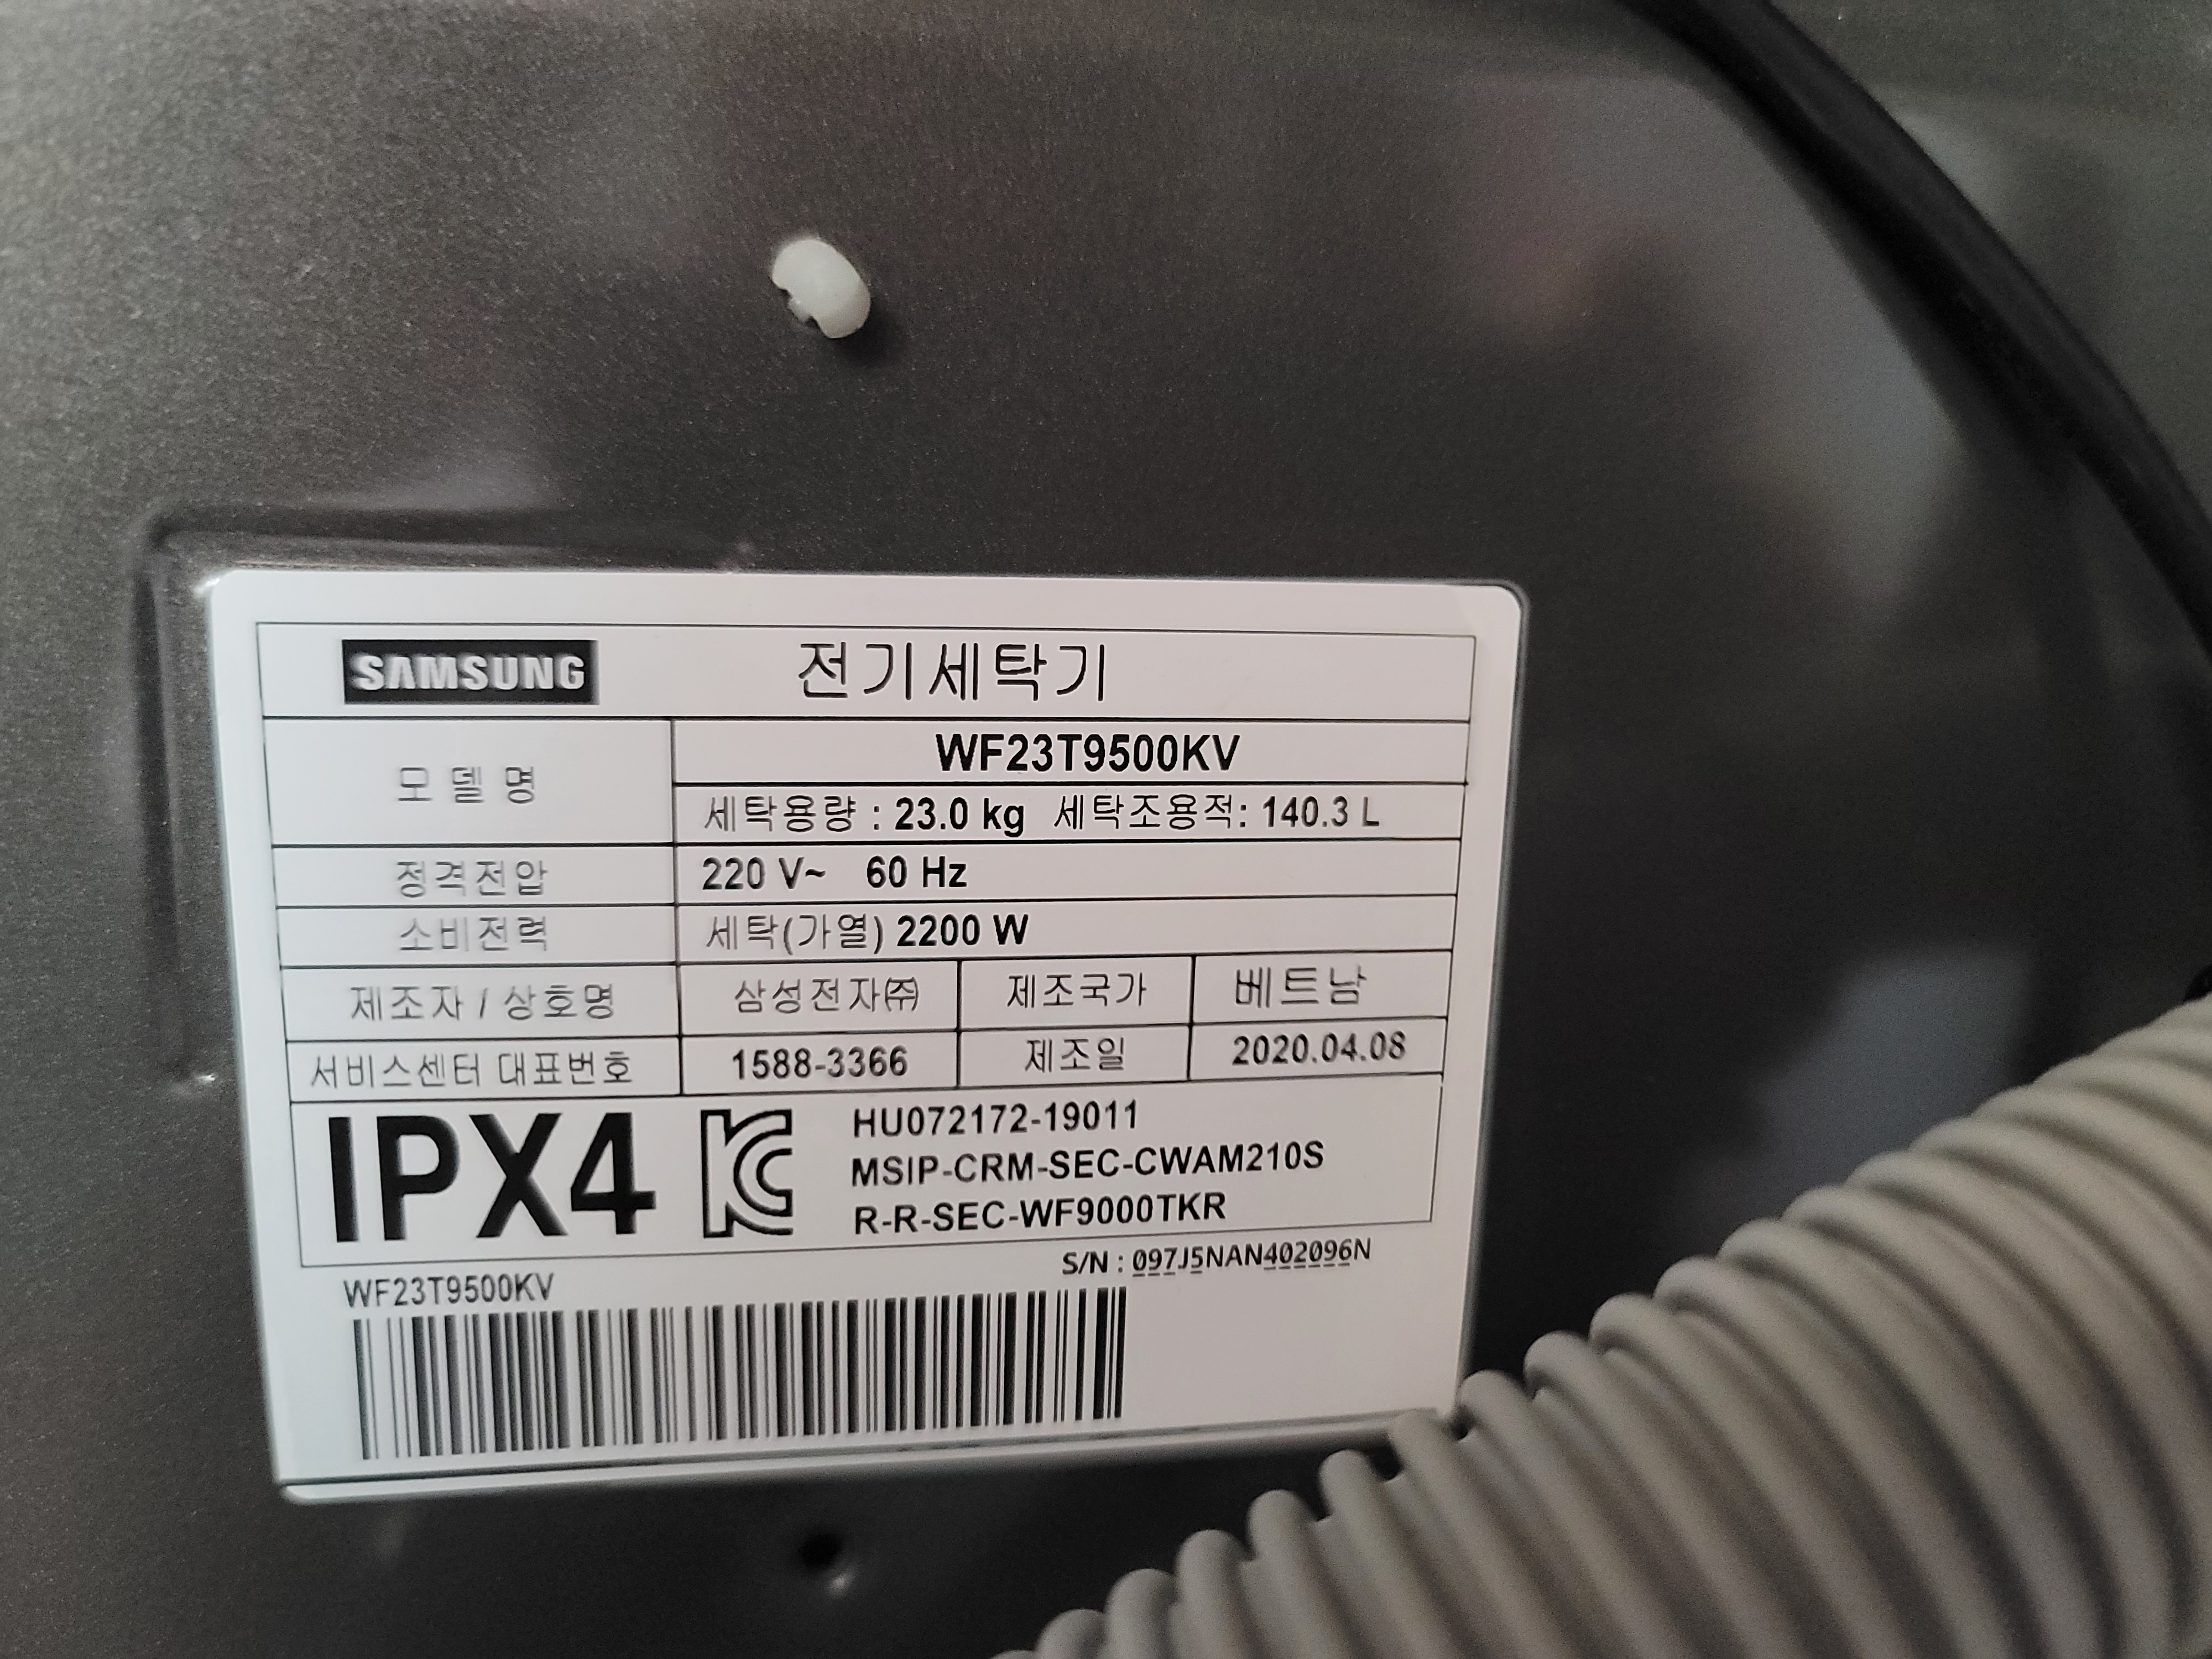 SAMSUNG 전기세탁기
모델명 WF23T9500KV
세탁용량 : 23.0 kg 세탁조용적: 140.3 L
정격전압 220 V~ 60 Hz
소비전력 세탁(가열) 2200 W
제조자 / 상호명 삼성전자㈜ 제조국가 베트남
서비스센터 대표번호 1588-3366 제조일 2020.04.08
IPX4 KC HU072172-19011
MSIP-CRM-SEC-CWAM210S
R-R-SEC-WF9000TKR
S/N : 097J5NAN402096N
WF23T9500KV